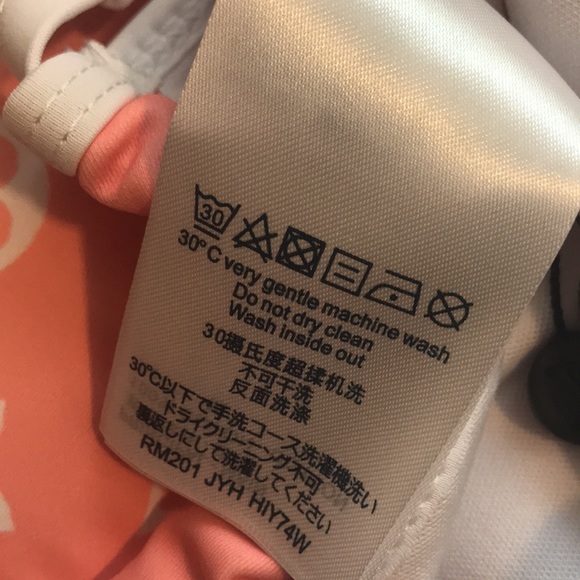 30
30°C very gentle machine wash
Do not dry clean
Wash inside out
30摄氏度超揉机洗
不可干洗
反面洗涤
30℃以下で手洗コース洗濯機洗い
ドライクリーニング不可
裏返しにして洗濯してください
RM201 JYH HIY74W